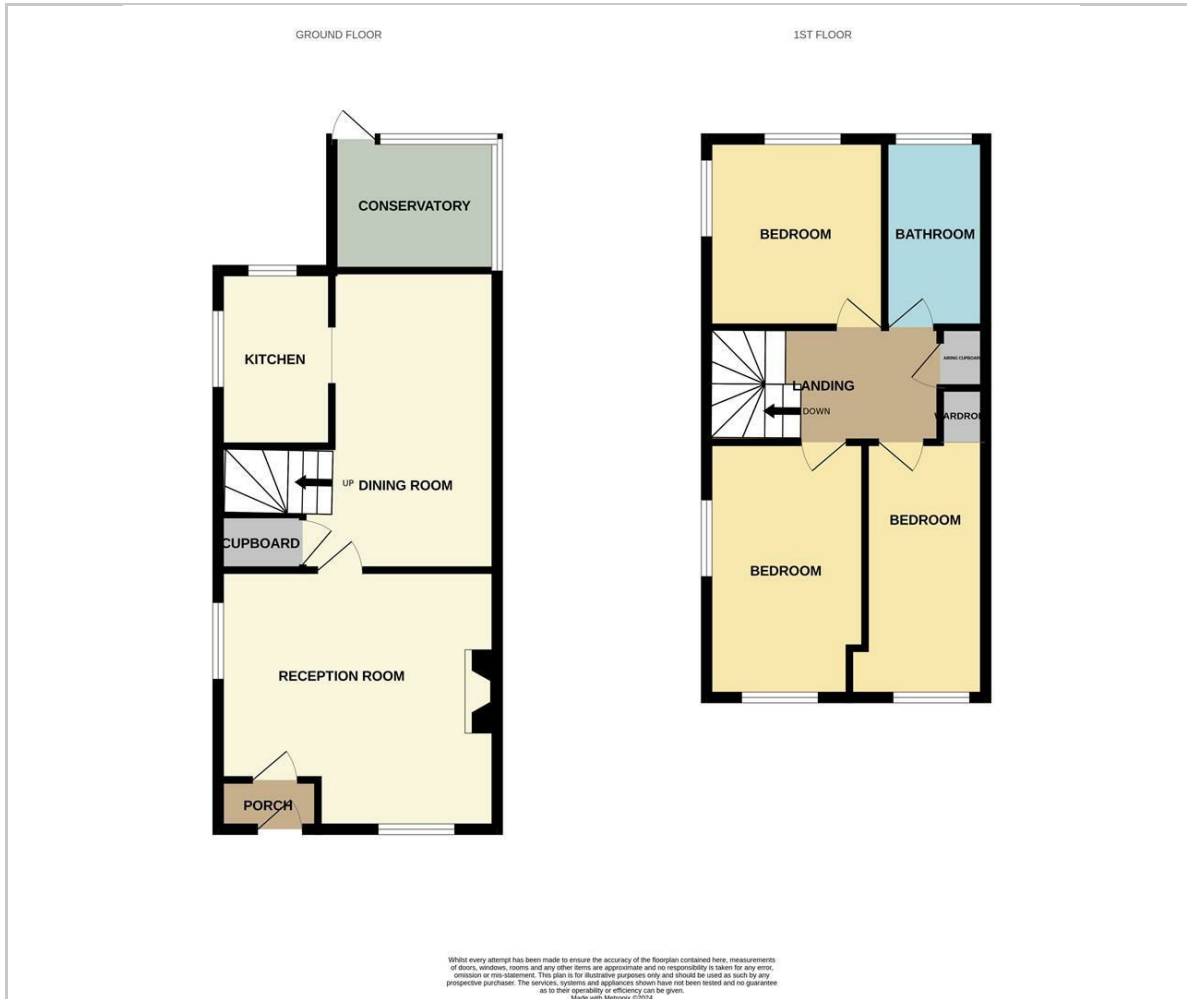 GROUND FLOOR
CONSERVATORY
KITCHEN
UP
DINING ROOM
CUPBOARD
RECEPTION ROOM
PORCH
1ST FLOOR
BEDROOM
BATHROOM
AIRING CUPBOARD
LANDING
DOWN
WARDROB
BEDROOM
BEDROOM
Whilst every attempt has been made to ensure the accuracy of the floorplan contained here, measurements
of doors, windows, rooms and any other items are approximate and no responsibility is taken for any error,
omission or mis-statement. This plan is for illustrative purposes only and should be used as such by any
prospective purchaser. The services, systems and appliances shown have not been tested and no guarantee
as to their operability or efficiency can be given.
Made with Metropix ©2024